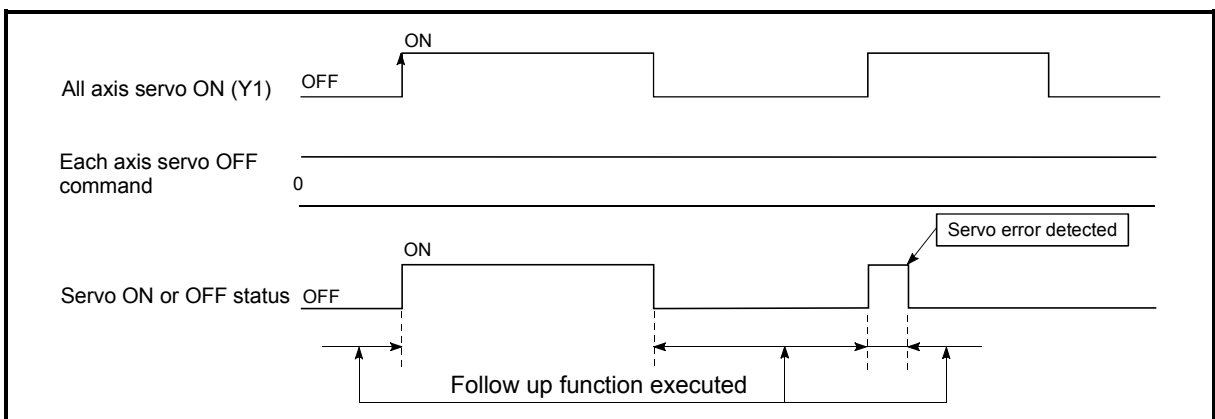 ON
All axis servo ON (Y1) OFF
Each axis servo OFF
command 0
Servo error detected
ON
Servo ON or OFF status OFF
Follow up function executed